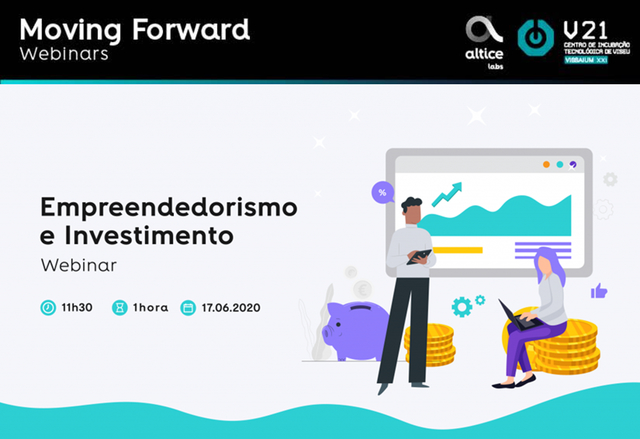 Moving Forward
Webinars
altice
labs
V21
CENTRO DE INCUBAÇÃO
TECNOLÓGICA DE VISEU
VISSAIUM XXI
Empreendedorismo
e Investimento
Webinar
11h30
1hora
17.06.2020
%